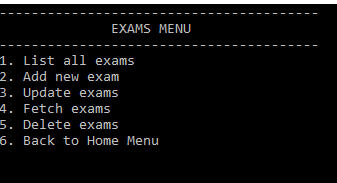 ----------------------------------------
EXAMS MENU
----------------------------------------
1. List all exams
2. Add new exam
3. Update exams
4. Fetch exams
5. Delete exams
6. Back to Home Menu